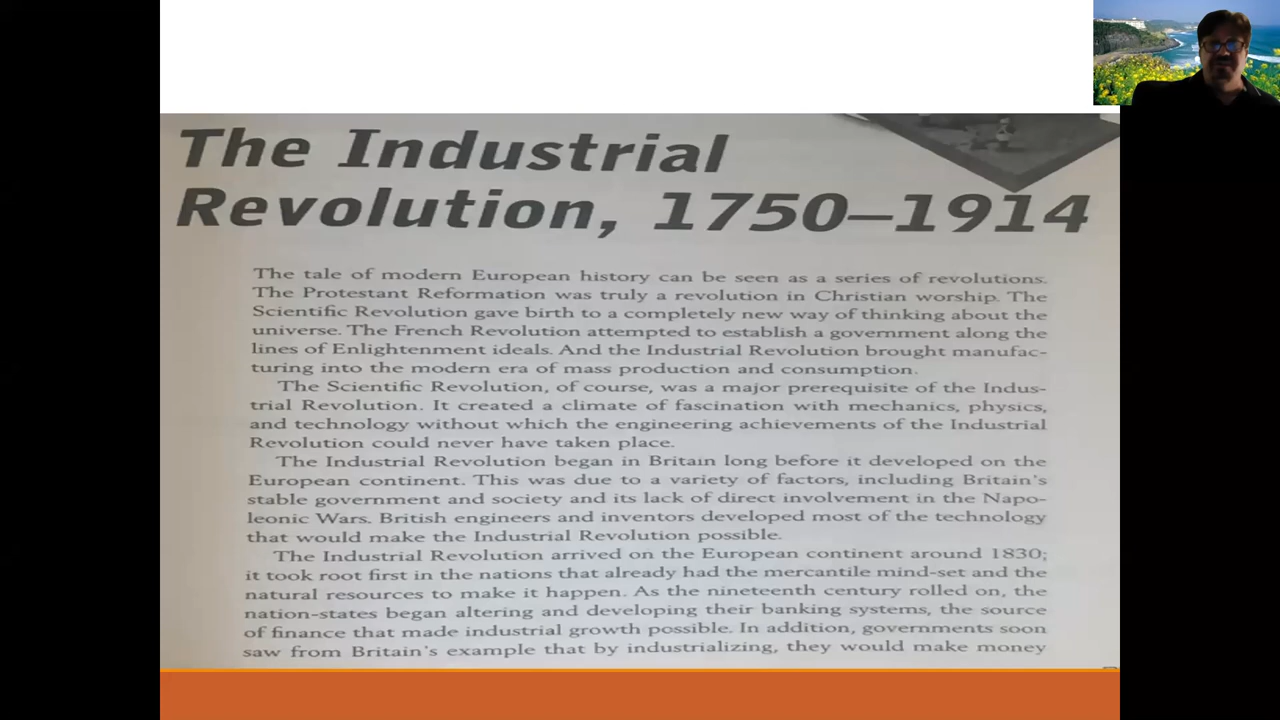 The Industrial
Revolution, 1750–1914
The tale of modern European history can be seen as a series of revolutions.
The Protestant Reformation was truly a revolution in Christian worship. The
Scientific Revolution gave birth to a completely new way of thinking about the
universe. The French Revolution attempted to establish a government along the
lines of Enlightenment ideals. And the Industrial Revolution brought manufac-
turing into the modern era of mass production and consumption.
The Scientific Revolution, of course, was a major prerequisite of the Indus-
trial Revolution. It created a climate of fascination with mechanics, physics,
and technology without which the engineering achievements of the Industrial
Revolution could never have taken place.
The Industrial Revolution began in Britain long before it developed on the
European continent. This was due to a variety of factors, including Britain's
stable government and society and its lack of direct involvement in the Napo-
leonic Wars. British engineers and inventors developed most of the technology
that would make the Industrial Revolution possible.
The Industrial Revolution arrived on the European continent around 1830;
it took root first in the nations that already had the mercantile mind-set and the
natural resources to make it happen. As the nineteenth century rolled on, the
nation-states began altering and developing their banking systems, the source
of finance that made industrial growth possible. In addition, governments soon
saw from Britain's example that by industrializing, they would make money